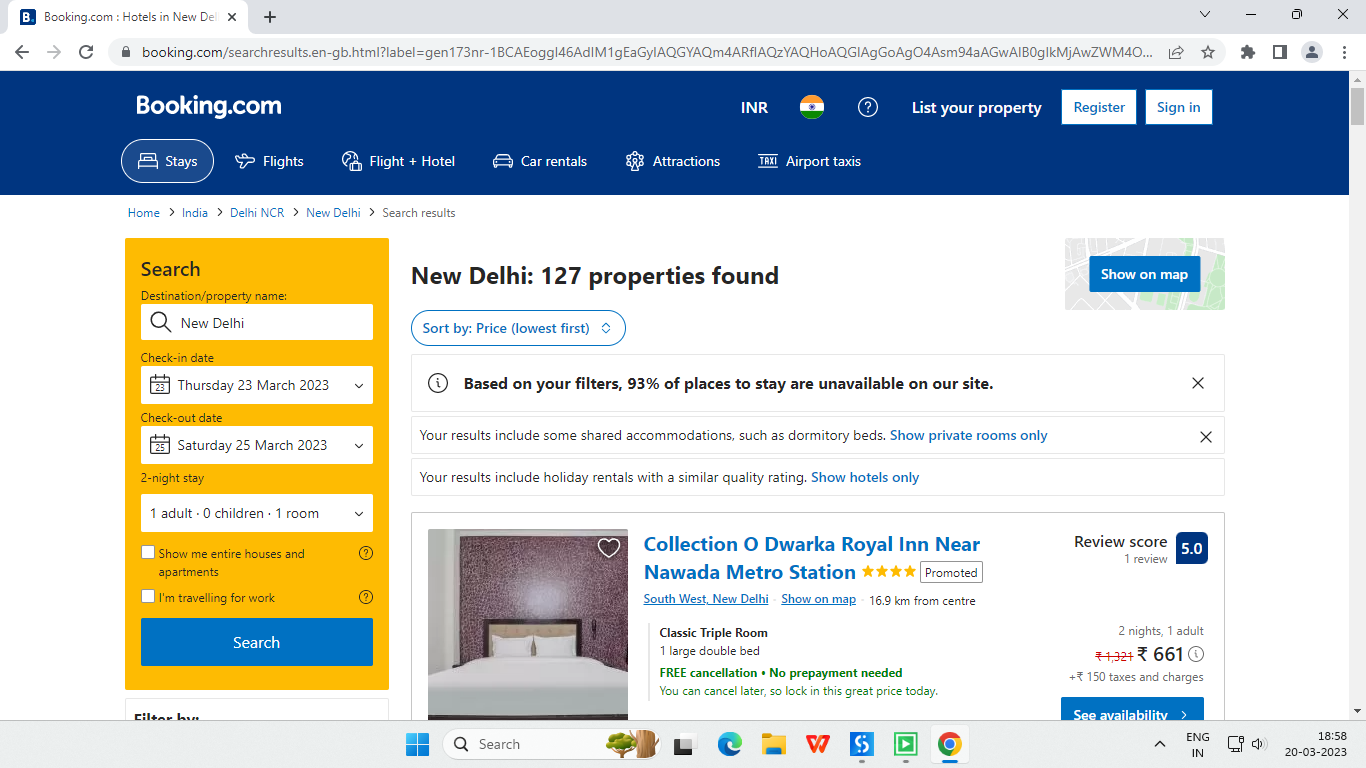 Booking.com : Hotels in New Del
booking.com/searchresults.en-gb.html?label=gen173nr-1BCAEoggI46AdIM1gEaGyIAQGYAQm4ARfIAQzYAQHoAQGIAgGoAgO4Asm94aAGwAIB0gIkMjAwZWM4O...
Booking.com
INR
List your property
Register
Sign in
Stays
Flights
Flight + Hotel
Car rentals
Attractions
TAXI Airport taxis
Home > India > Delhi NCR > New Delhi > Search results
Search
Destination/property name:
New Delhi
Check-in date
23 Thursday 23 March 2023
Check-out date
25 Saturday 25 March 2023
2-night stay
1 adult · 0 children · 1 room
Show me entire houses and
apartments
I'm travelling for work
Search
Filter by:
New Delhi: 127 properties found
Show on map
Sort by: Price (lowest first)
Based on your filters, 93% of places to stay are unavailable on our site.
Your results include some shared accommodations, such as dormitory beds. Show private rooms only
Your results include holiday rentals with a similar quality rating. Show hotels only
Collection O Dwarka Royal Inn Near
Nawada Metro Station Promoted
South West, New Delhi · Show on map · 16.9 km from centre
Review score
1 review
5.0
Classic Triple Room
1 large double bed
FREE cancellation • No prepayment needed
You can cancel later, so lock in this great price today.
2 nights, 1 adult
₹ 1,321 ₹ 661
+₹ 150 taxes and charges
See availability
Search
ENG
IN
18:58
20-03-2023